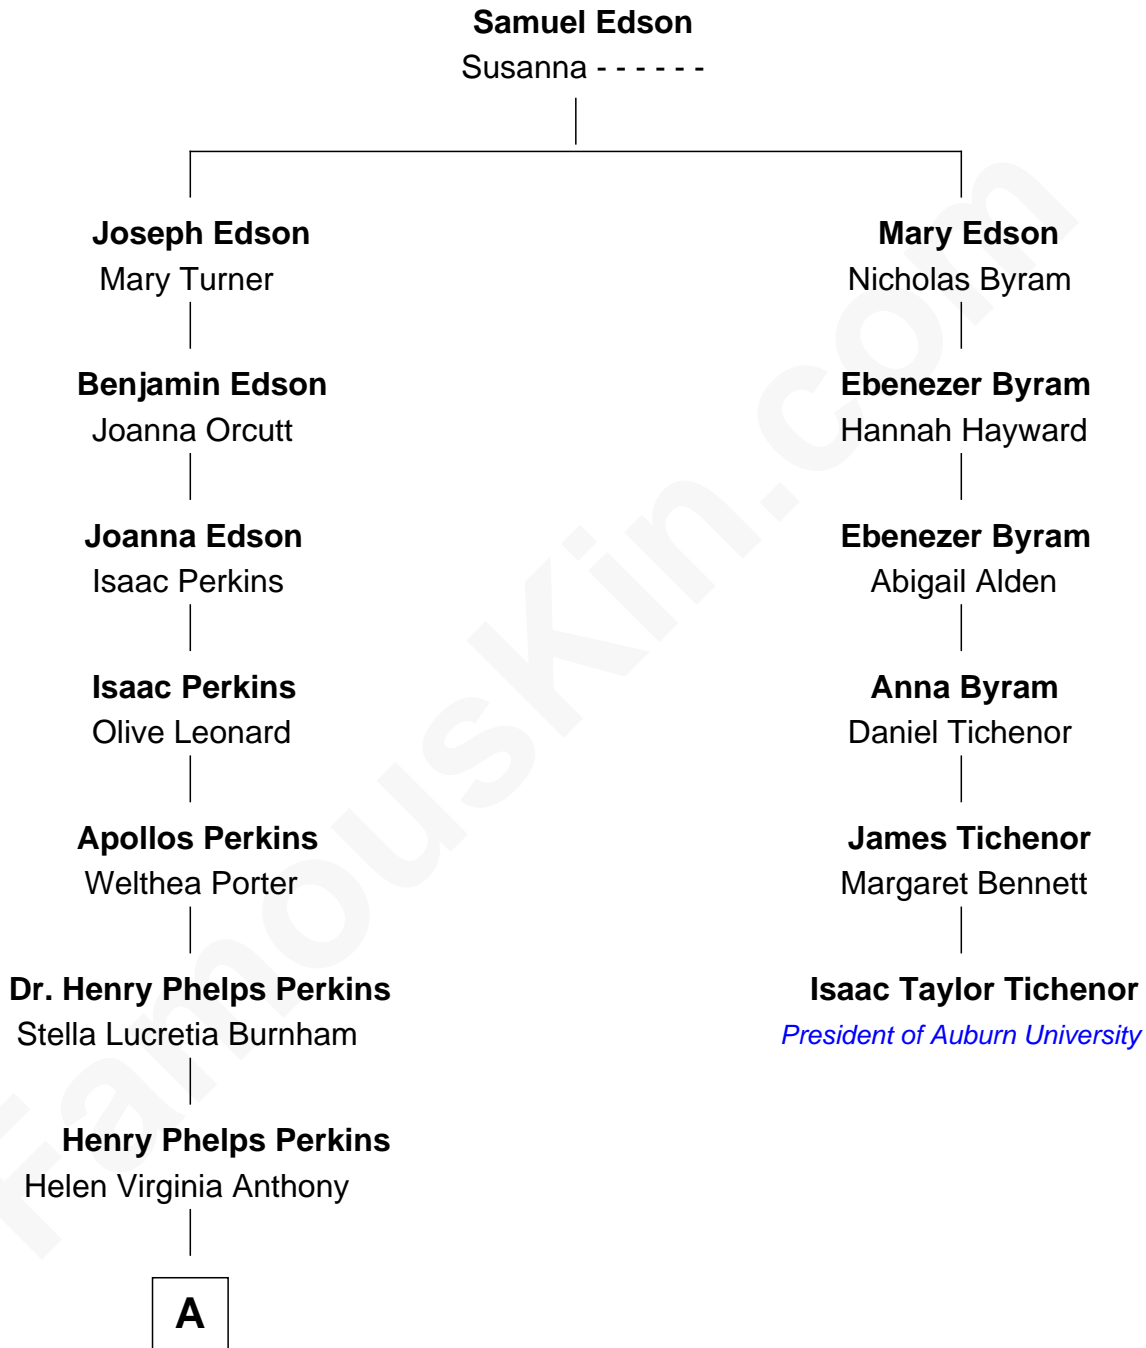 Samuel Edson
Susanna - - - - - -
Joseph Edson
Mary Turner
Mary Edson
Nicholas Byram
Benjamin Edson
Joanna Orcutt
Ebenezer Byram
Hannah Hayward
Joanna Edson
Isaac Perkins
Ebenezer Byram
Abigail Alden
Isaac Perkins
Olive Leonard
Anna Byram
Daniel Tichenor
Apollos Perkins
Welthea Porter
James Tichenor
Margaret Bennett
Dr. Henry Phelps Perkins
Stella Lucretia Burnham
Isaac Taylor Tichenor
President of Auburn University
Henry Phelps Perkins
Helen Virginia Anthony
A
FamousKin.com